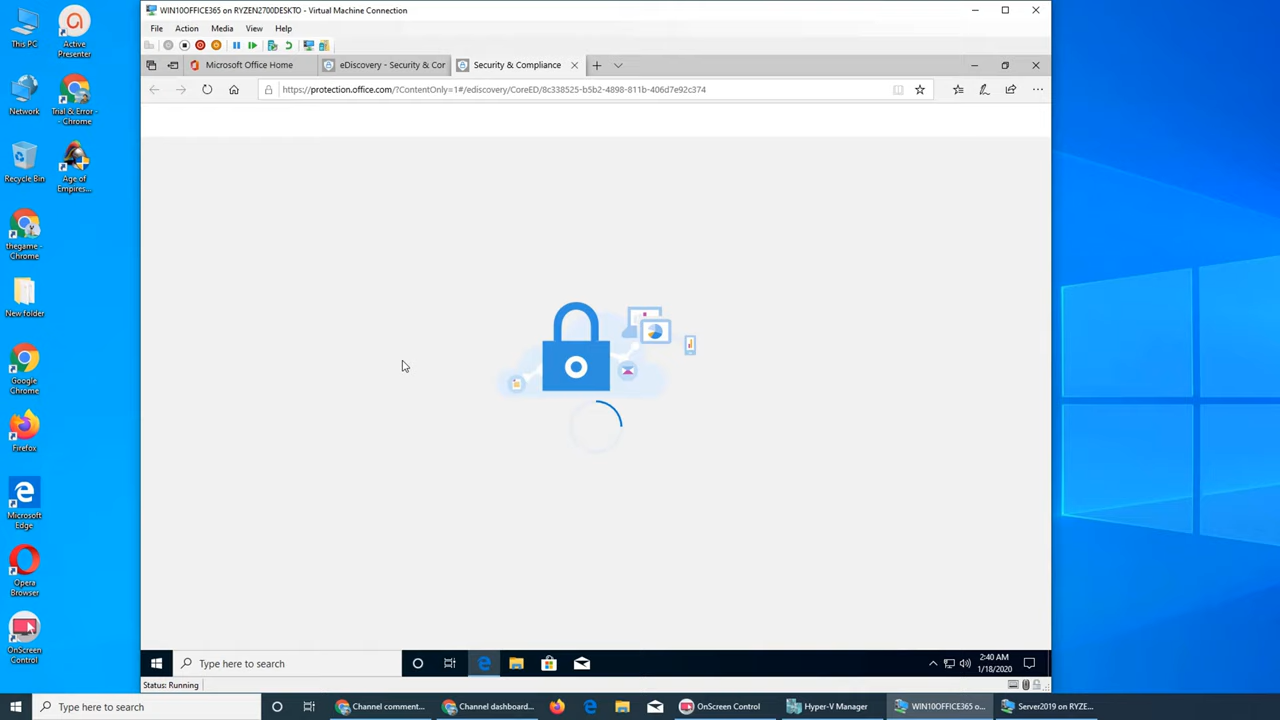 WIN10OFFICE365 on RYZEN2700DESKTO - Virtual Machine Connection
File Action Media View Help
Microsoft Office Home
eDiscovery - Security & Cor
Security & Compliance
https://protection.office.com/?ContentOnly=1#/ediscovery/CoreED/8c338525-b5b2-4898-811b-406d7e92c374
This PC
Active
Presenter
Network
Trial & Error -
- Chrome
Recycle Bin
Age of
Empires...
thegame -
Chrome
New folder
Google
Chrome
Firefox
Microsoft
Edge
Opera
Browser
OnScreen
Control
Type here to search
2:40 AM
1/18/2020
Status: Running
Type here to search
Channel comment...
Channel dashboard...
OnScreen Control
Hyper-V Manager
WIN10OFFICE365 o...
Server2019 on RYZE...